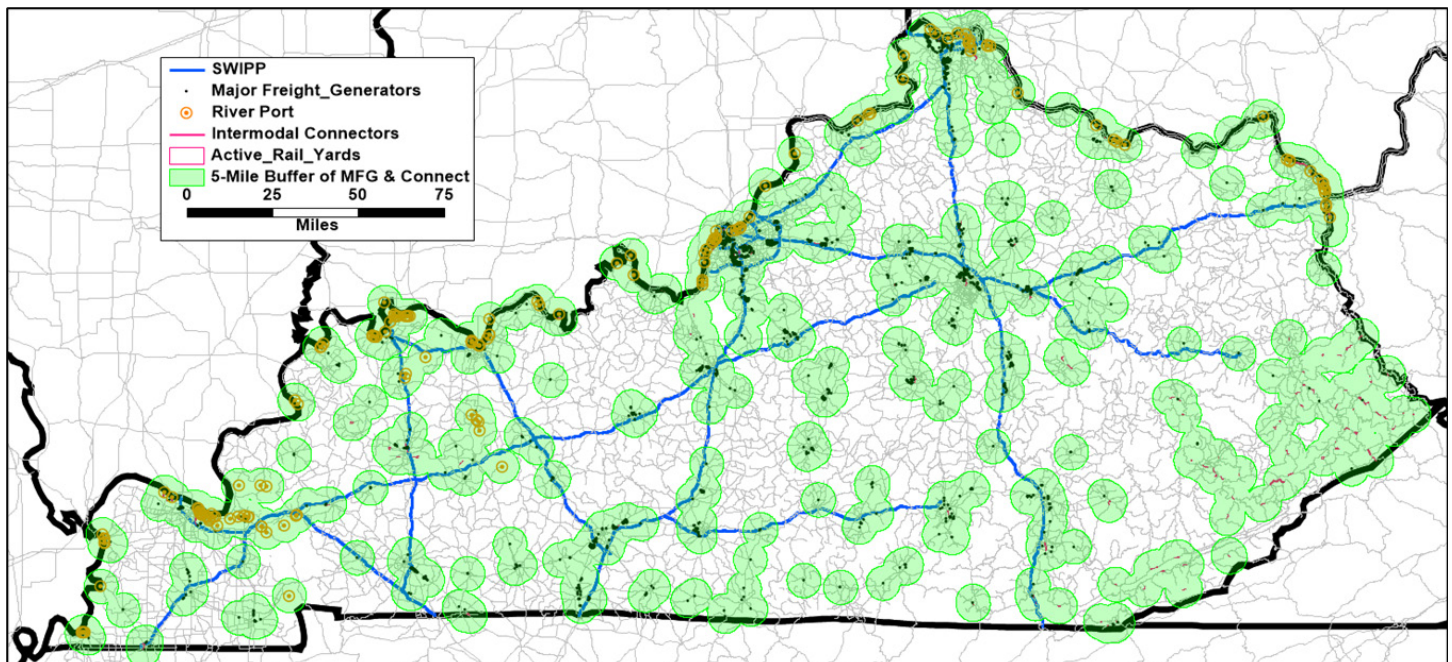 SWIPP
Major Freight_Generators
River Port
Intermodal Connectors
Active_Rail_Yards
5-Mile Buffer of MFG & Connect
0 25 50 75
Miles